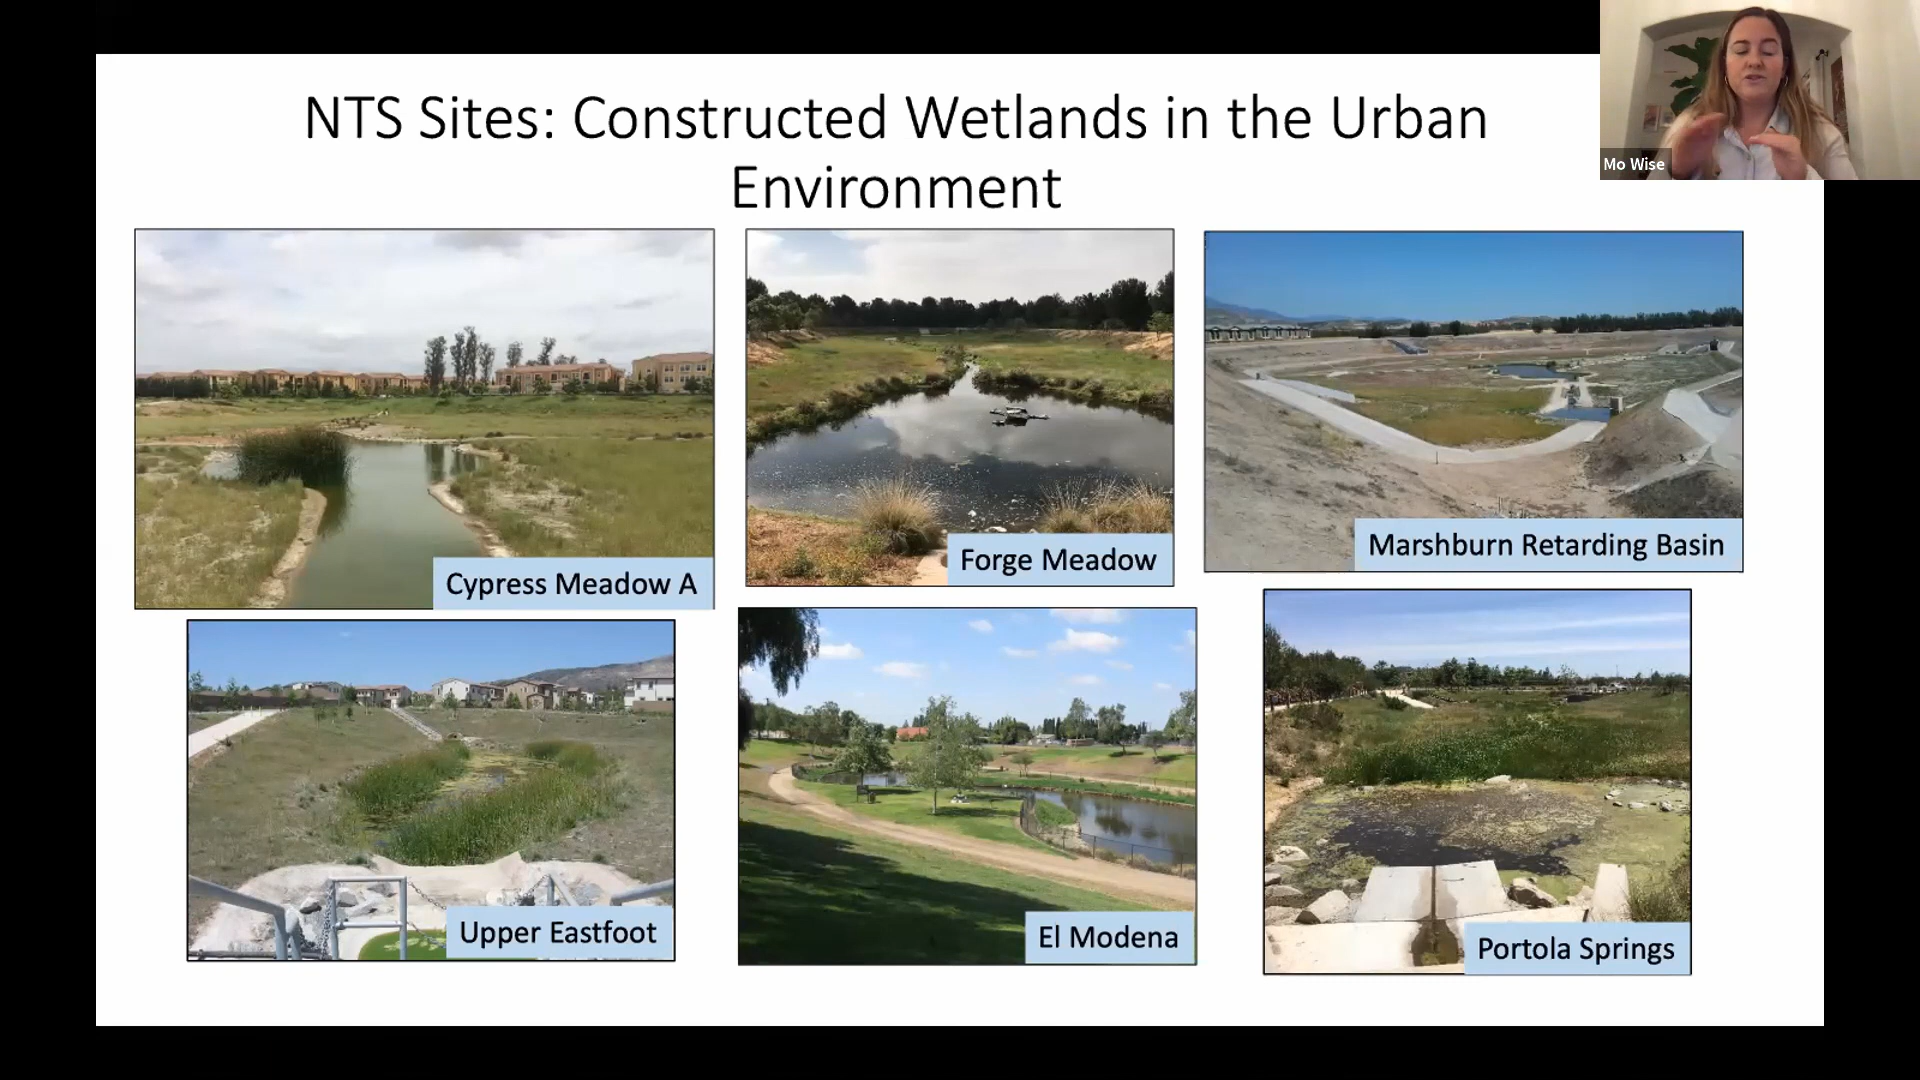 NTS Sites: Constructed Wetlands in the Urban
Environment
Mo Wise
Cypress Meadow A
Forge Meadow
Marshburn Retarding Basin
Upper Eastfoot
El Modena
Portola Springs